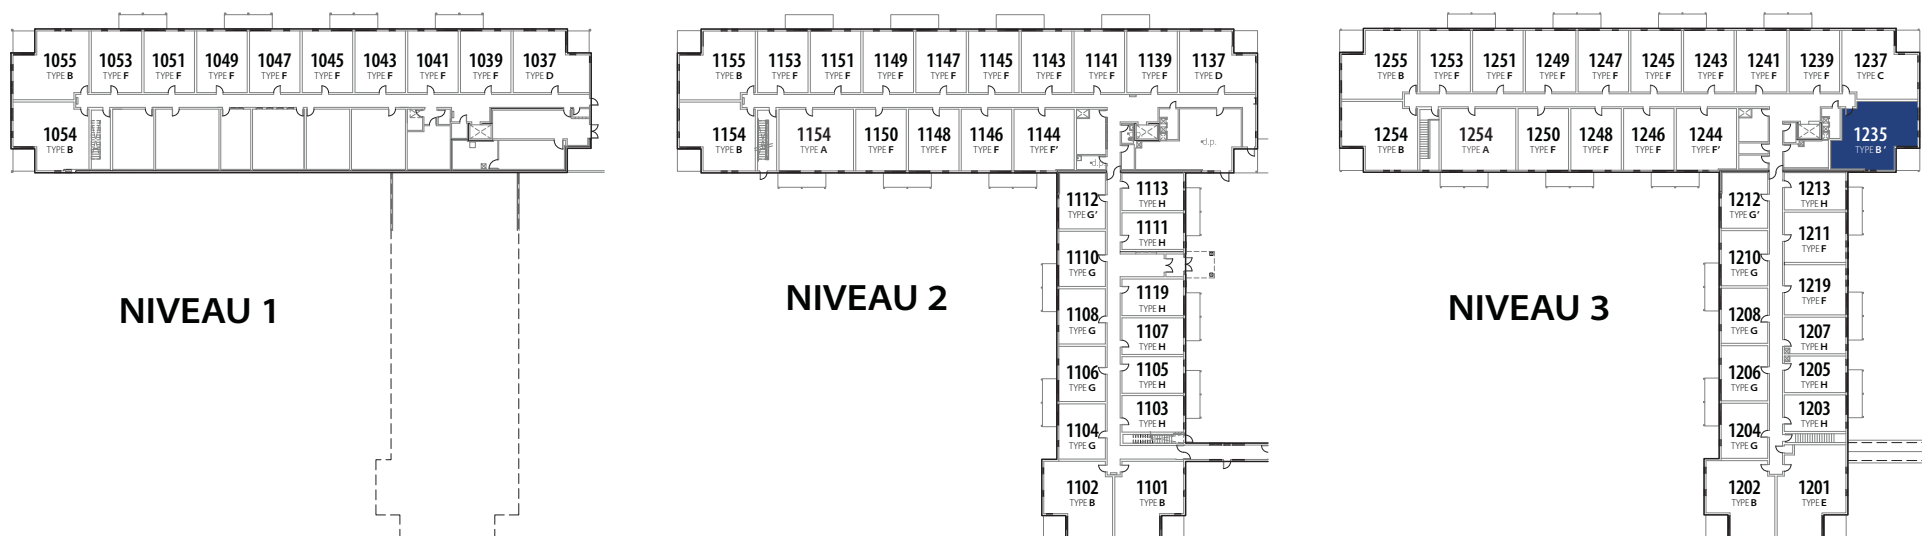 1055 1053 1051 1049 1047 1045 1043 1041 1039 1037
TYPE B TYPE F TYPE F TYPE F TYPE F TYPE F TYPE F TYPE F TYPE F TYPE D
1054
TYPE B
NIVEAU 1
1155 1153 1151 1149 1147 1145 1143 1141 1139 1137
TYPE B TYPE F TYPE F TYPE F TYPE F TYPE F TYPE F TYPE F TYPE F TYPE D
1154 1154 1150 1148 1146 1144
TYPE B TYPE A TYPE F TYPE F TYPE F TYPE F'
d.p.
d.p.
1112 1113
TYPE G' TYPE H
1111
TYPE H
1110
TYPE G
NIVEAU 2
1119
TYPE H
1108
TYPE G
1107
TYPE H
1106 1105
TYPE G TYPE H
1103
TYPE H
1104
TYPE G
1102 1101
TYPE B TYPE B
1255 1253 1251 1249 1247 1245 1243 1241 1239 1237
TYPE B TYPE F TYPE F TYPE F TYPE F TYPE F TYPE F TYPE F TYPE F TYPE C
1254 1254 1250 1248 1246 1244 1235
TYPE B TYPE A TYPE F TYPE F TYPE F TYPE F' TYPE B '
1212 1213
TYPE G' TYPE H
1211
TYPE F
1210
TYPE G
1219
TYPE F
NIVEAU 3
1208
TYPE G
1207
TYPE H
1206 1205
TYPE G TYPE H
1203
TYPE H
1204
TYPE G
1202 1201
TYPE B TYPE E